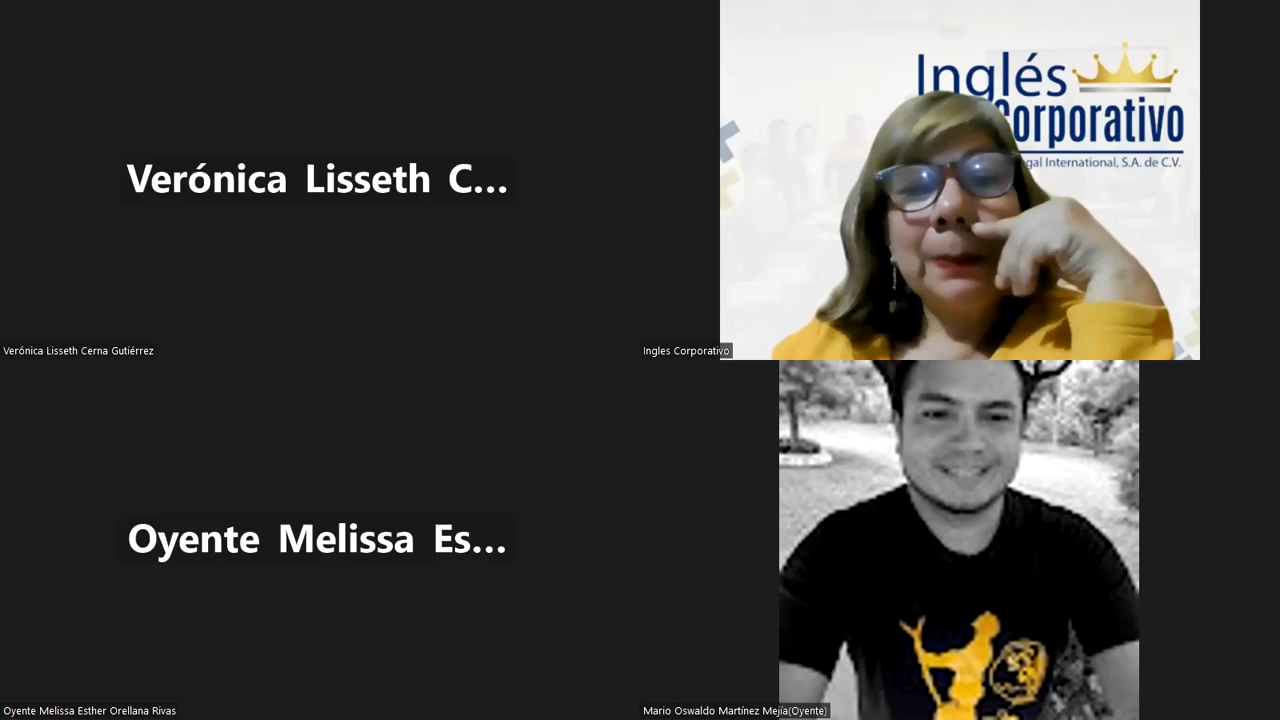 Verónica Lisseth C...
Verónica Lisseth Cerna Gutiérrez
Inglés
Corporativo
gal International, S.A. de C.V.
Ingles Corporativo
Oyente Melissa Es...
Oyente Melissa Esther Orellana Rivas
Mario Oswaldo Martínez Mejía(Oyente)